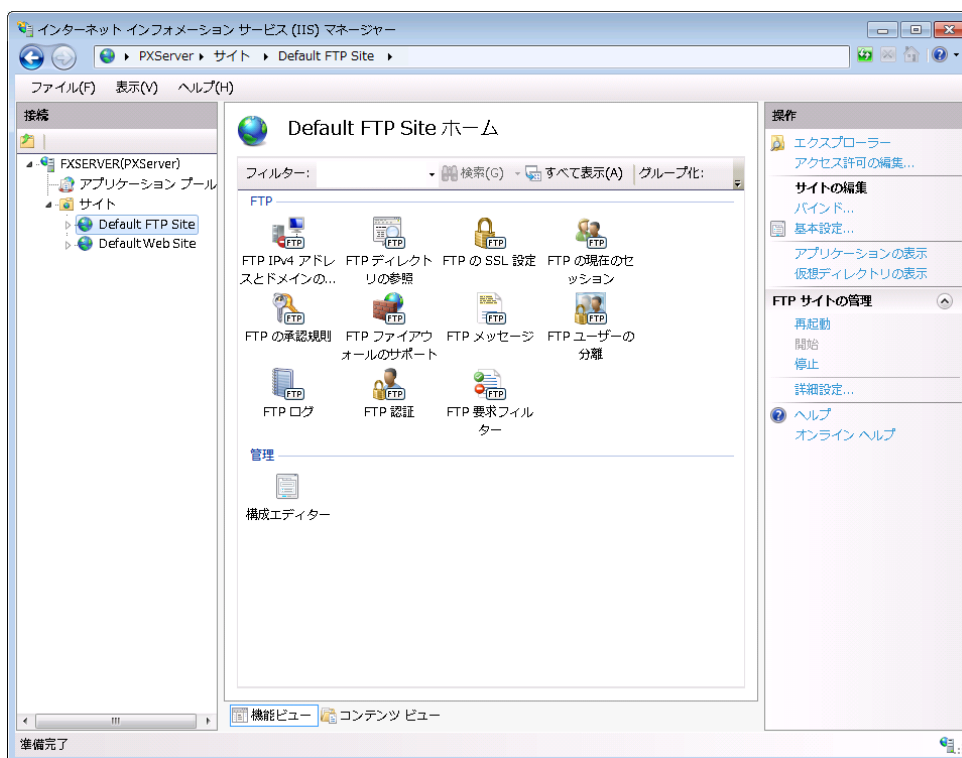 インターネット インフォメーション サービス (IIS) マネージャー
PXServer サイト Default FTP Site
ファイル(F) 表示(V) ヘルプ(H)
接続
FXSERVER(PXServer)
アプリケーション プール
サイト
Default FTP Site
Default Web Site
Default FTP Site ホーム
フィルター: 検索(G) すべて表示(A) グループ化:
FTP
FTP IPv4 アドレ
スとドメインの...
FTP ディレクト
リの参照
FTP の SSL 設定
FTP の現在のセ
ッション
FTP の承認規則
FTP ファイアウ
ォールのサポート
FTP メッセージ
FTP ユーザーの
分離
FTP ログ
FTP 認証
FTP 要求フィル
ター
管理
構成エディター
機能ビュー コンテンツ ビュー
操作
エクスプローラー
アクセス許可の編集...
サイトの編集
バインド...
基本設定...
アプリケーションの表示
仮想ディレクトリの表示
FTP サイトの管理
再起動
開始
停止
詳細設定...
ヘルプ
オンライン ヘルプ
準備完了